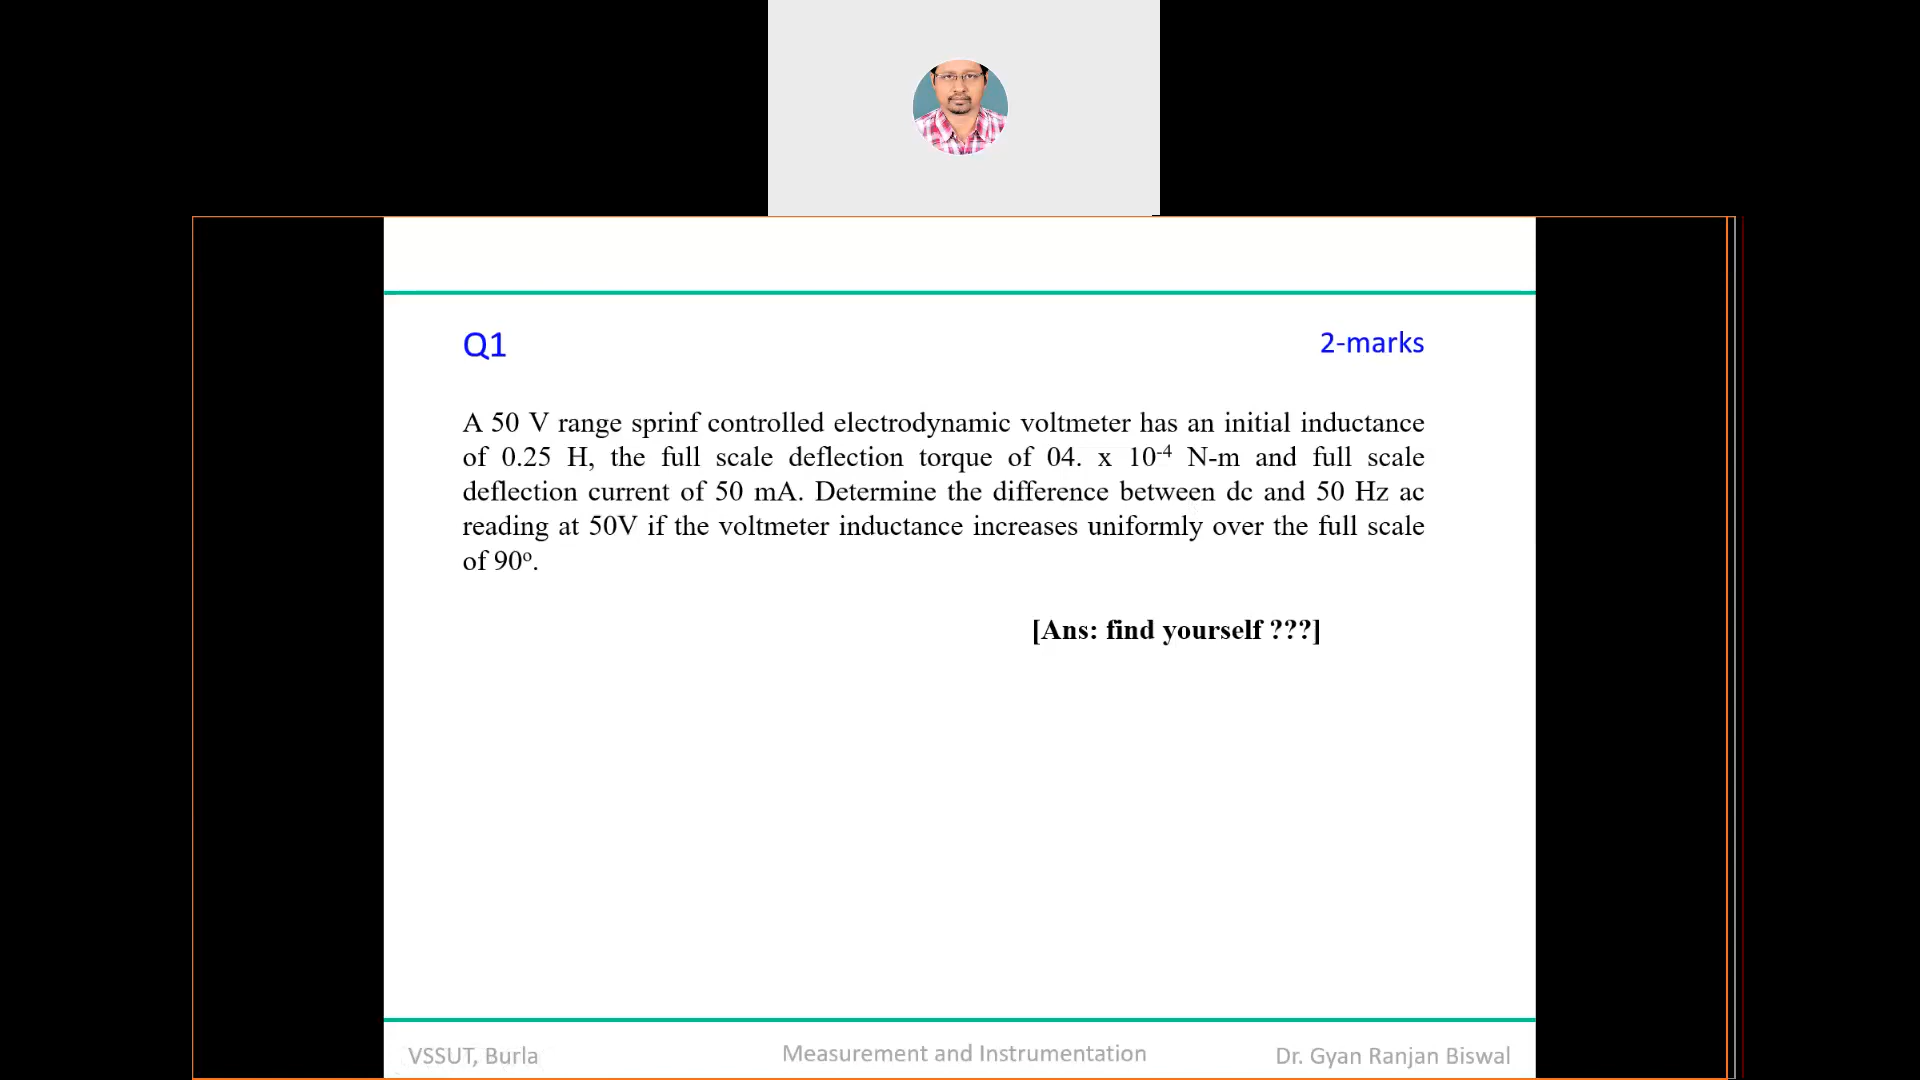 Q1
2-marks
A 50 V range sprinf controlled electrodynamic voltmeter has an initial inductance
of 0.25 H, the full scale deflection torque of 04. x 10⁻⁴ N-m and full scale
deflection current of 50 mA. Determine the difference between dc and 50 Hz ac
reading at 50V if the voltmeter inductance increases uniformly over the full scale
of 90º.
[Ans: find yourself ???]
VSSUT, Burla
Measurement and Instrumentation
Dr. Gyan Ranjan Biswal